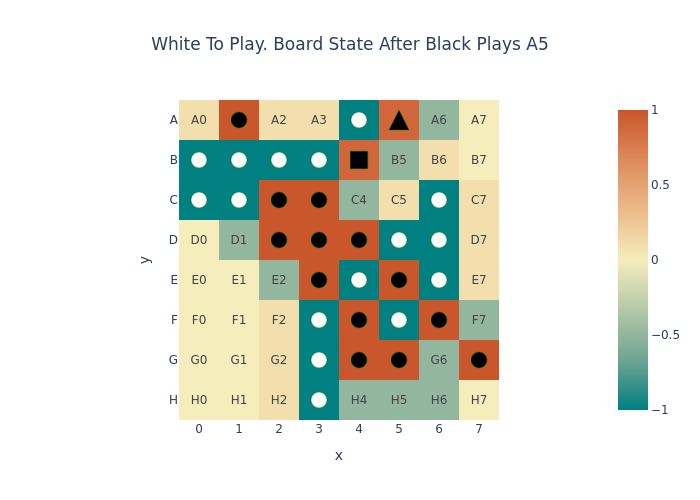 White To Play. Board State After Black Plays A5
A A0 A2 A3 A6 A7 1
B B5 B6 B7
C C4 C5 C7 0.5
D D0 D1 D7
y 0
E E0 E1 E2 E7
F F0 F1 F2 F7 −0.5
G G0 G1 G2 G6
H H0 H1 H2 H4 H5 H6 H7 −1
0 1 2 3 4 5 6 7
x